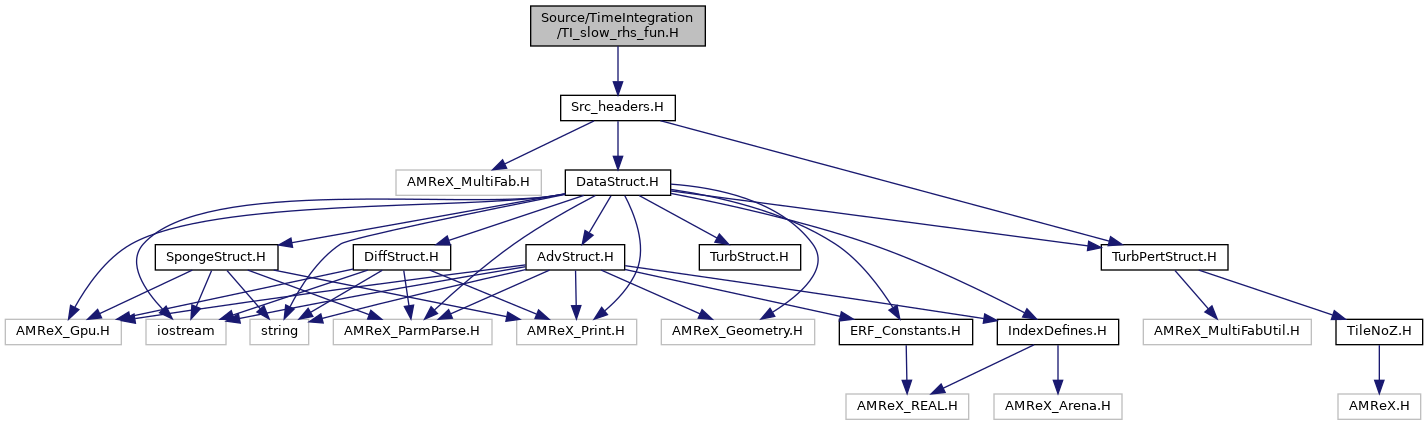 Source/TimeIntegration
/TI_slow_rhs_fun.H
Src_headers.H
AMReX_MultiFab.H
DataStruct.H
SpongeStruct.H
DiffStruct.H
AdvStruct.H
TurbStruct.H
TurbPertStruct.H
AMReX_Gpu.H
iostream
string
AMReX_ParmParse.H
AMReX_Print.H
AMReX_Geometry.H
ERF_Constants.H
IndexDefines.H
AMReX_MultiFabUtil.H
TileNoZ.H
AMReX_REAL.H
AMReX_Arena.H
AMReX.H